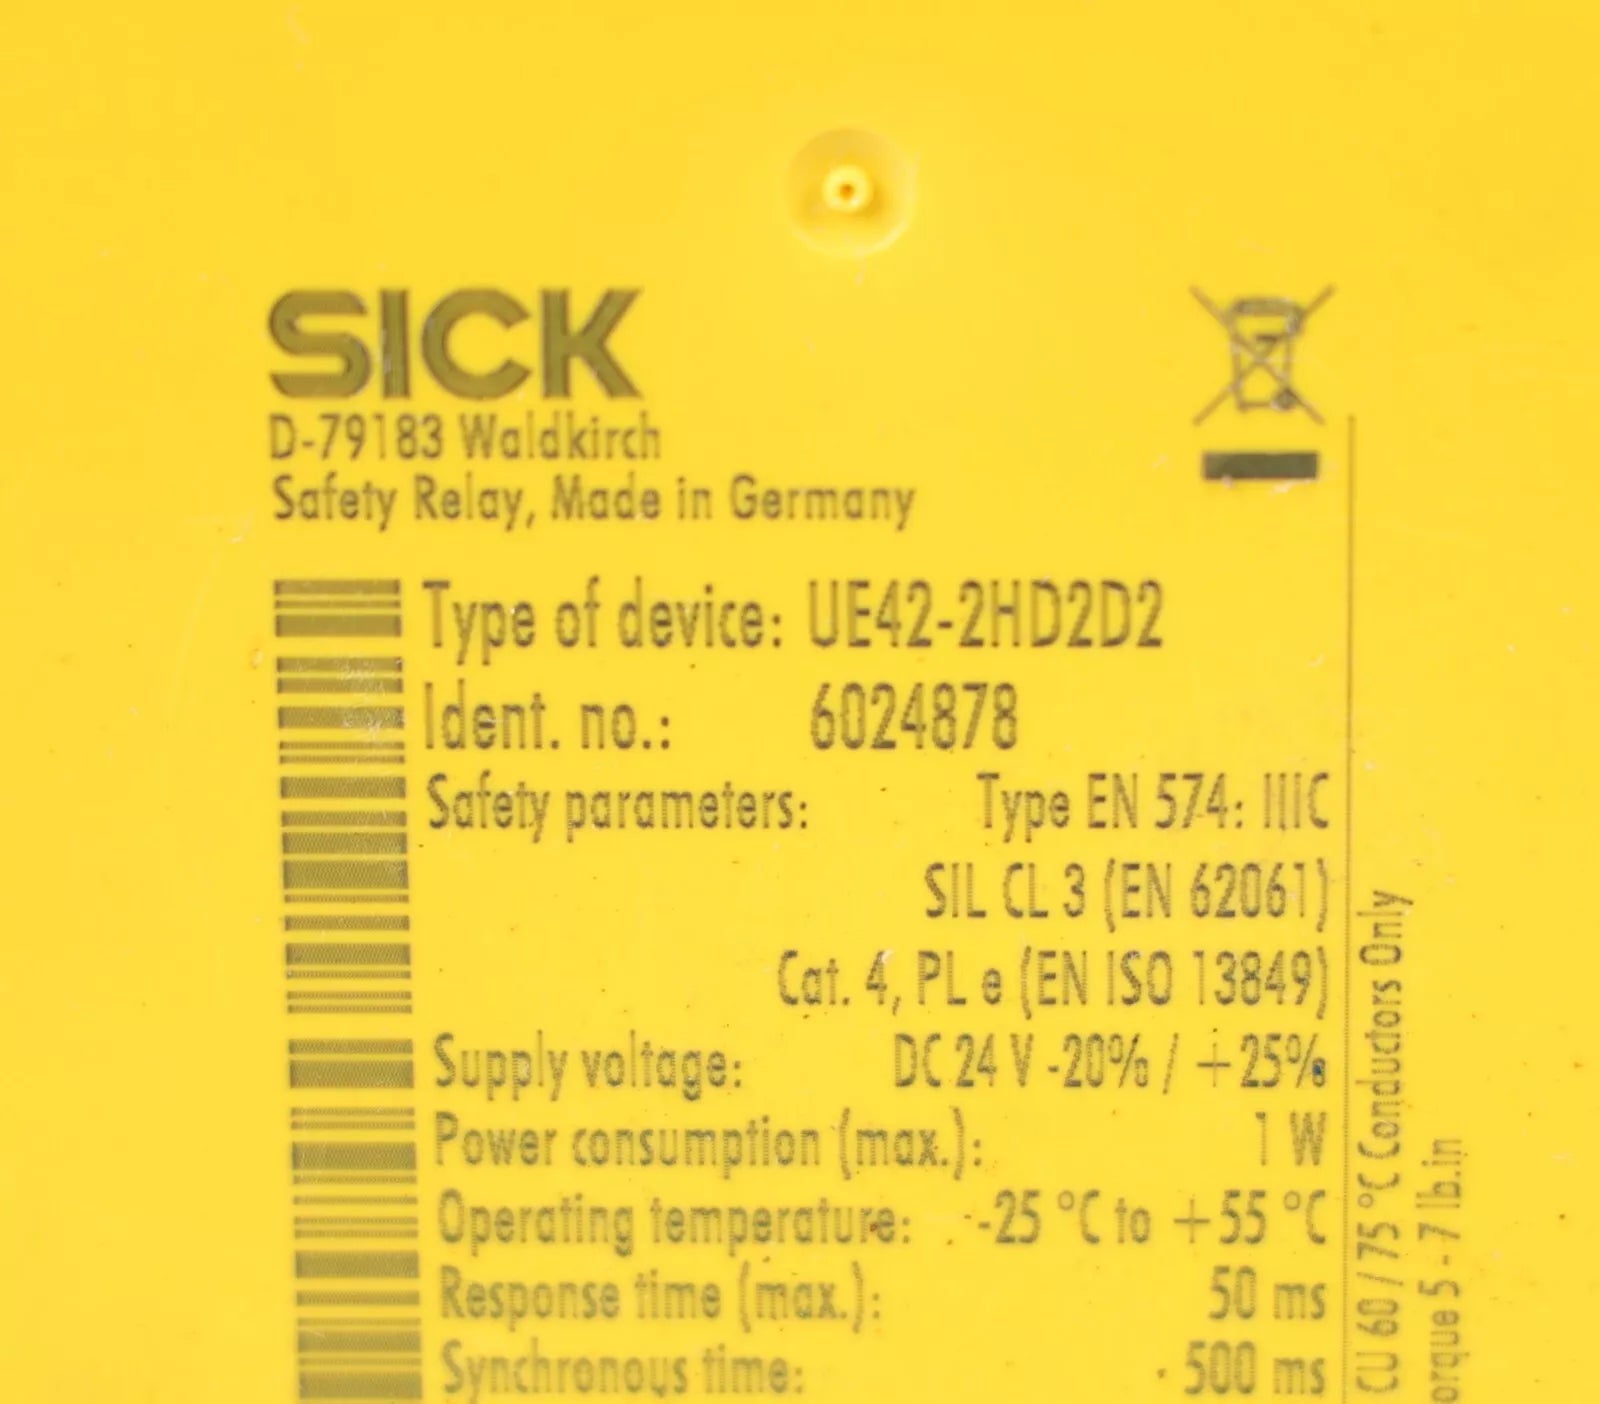 SICK
D-79183 Waldkirch
Safety Relay, Made in Germany
Type of device: UE42-2HD2D2
Ident. no.: 6024878
Safety parameters: Type EN 574: IIIC
SIL CL 3 (EN 62061)
Cat. 4, PL e (EN ISO 13849)
Supply voltage: DC 24 V -20% / +25%
Power consumption (max.): 1 W
Operating temperature: -25 °C to +55 °C
Response time (max.): 50 ms
Synchronous time: 500 ms
CU 60 / 75 °C Conductors Only
orque 5 - 7 lb.in